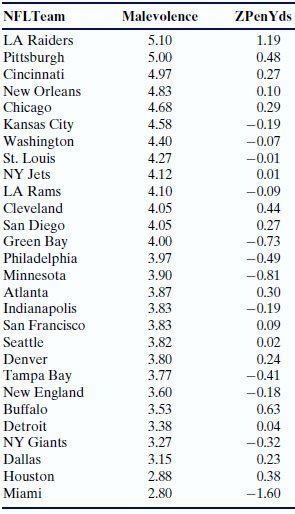 NFLTeam Malevolence ZPenYds
LA Raiders 5.10 1.19
Pittsburgh 5.00 0.48
Cincinnati 4.97 0.27
New Orleans 4.83 0.10
Chicago 4.68 0.29
Kansas City 4.58 −0.19
Washington 4.40 −0.07
St. Louis 4.27 −0.01
NY Jets 4.12 0.01
LA Rams 4.10 −0.09
Cleveland 4.05 0.44
San Diego 4.05 0.27
Green Bay 4.00 −0.73
Philadelphia 3.97 −0.49
Minnesota 3.90 −0.81
Atlanta 3.87 0.30
Indianapolis 3.83 −0.19
San Francisco 3.83 0.09
Seattle 3.82 0.02
Denver 3.80 0.24
Tampa Bay 3.77 −0.41
New England 3.60 −0.18
Buffalo 3.53 0.63
Detroit 3.38 0.04
NY Giants 3.27 −0.32
Dallas 3.15 0.23
Houston 2.88 0.38
Miami 2.80 −1.60